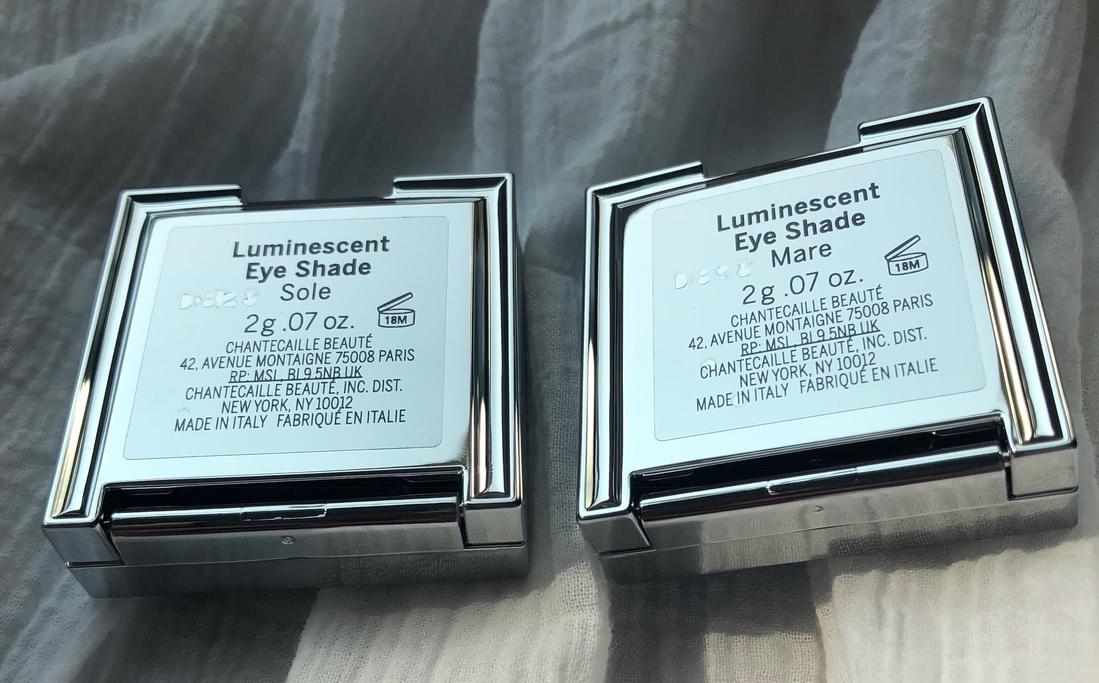 Luminescent
Eye Shade
Sole
2g .07 oz.
18M
CHANTECAILLE BEAUTÉ
42, AVENUE MONTAIGNE 75008 PARIS
RP: MSL, BL9 5NB UK
CHANTECAILLE BEAUTÉ, INC. DIST.
NEW YORK, NY 10012
MADE IN ITALY FABRIQUÉ EN ITALIE
Luminescent
Eye Shade
Mare
2g .07 oz.
18M
CHANTECAILLE BEAUTÉ
42, AVENUE MONTAIGNE 75008 PARIS
RP: MSL, BL9 5NB UK
CHANTECAILLE BEAUTÉ, INC. DIST.
NEW YORK, NY 10012
MADE IN ITALY FABRIQUÉ EN ITALIE